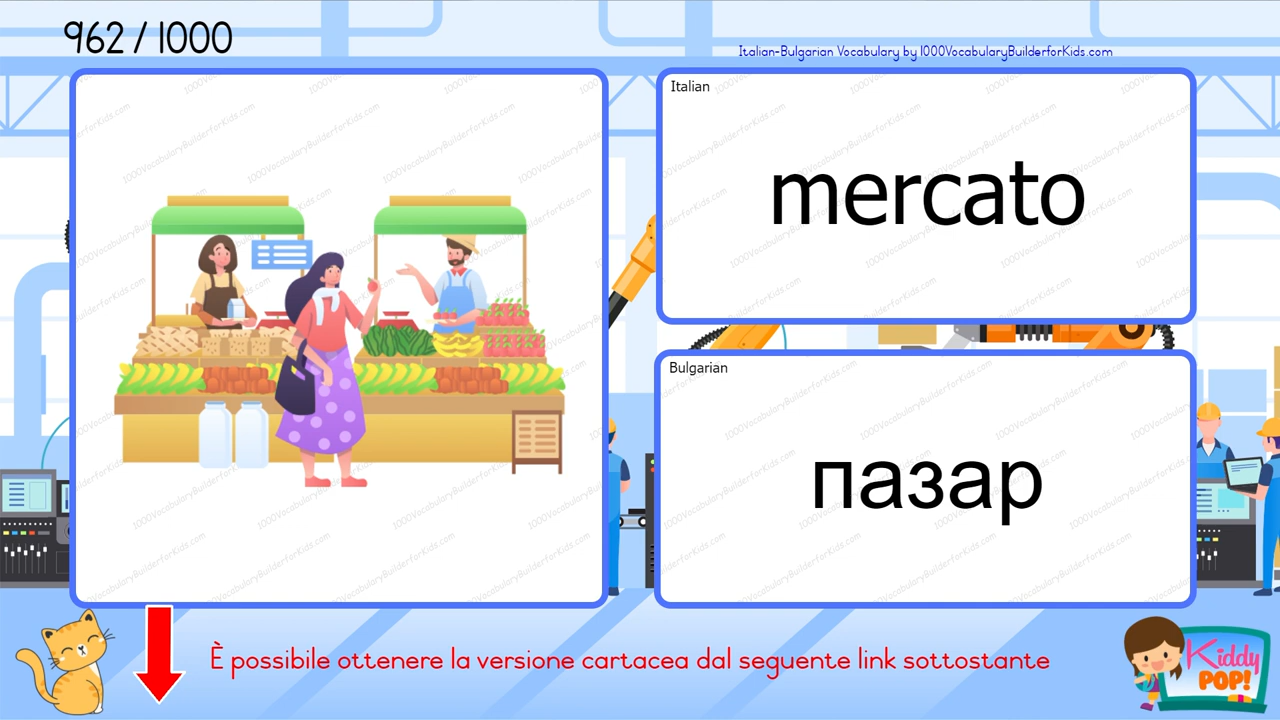 962 / 1000
Italian-Bulgarian Vocabulary by 1000VocabularyBuilderforKids.com
Italian
mercato
Bulgarian
пазар
È possibile ottenere la versione cartacea dal seguente link sottostante
Kiddy
POP!